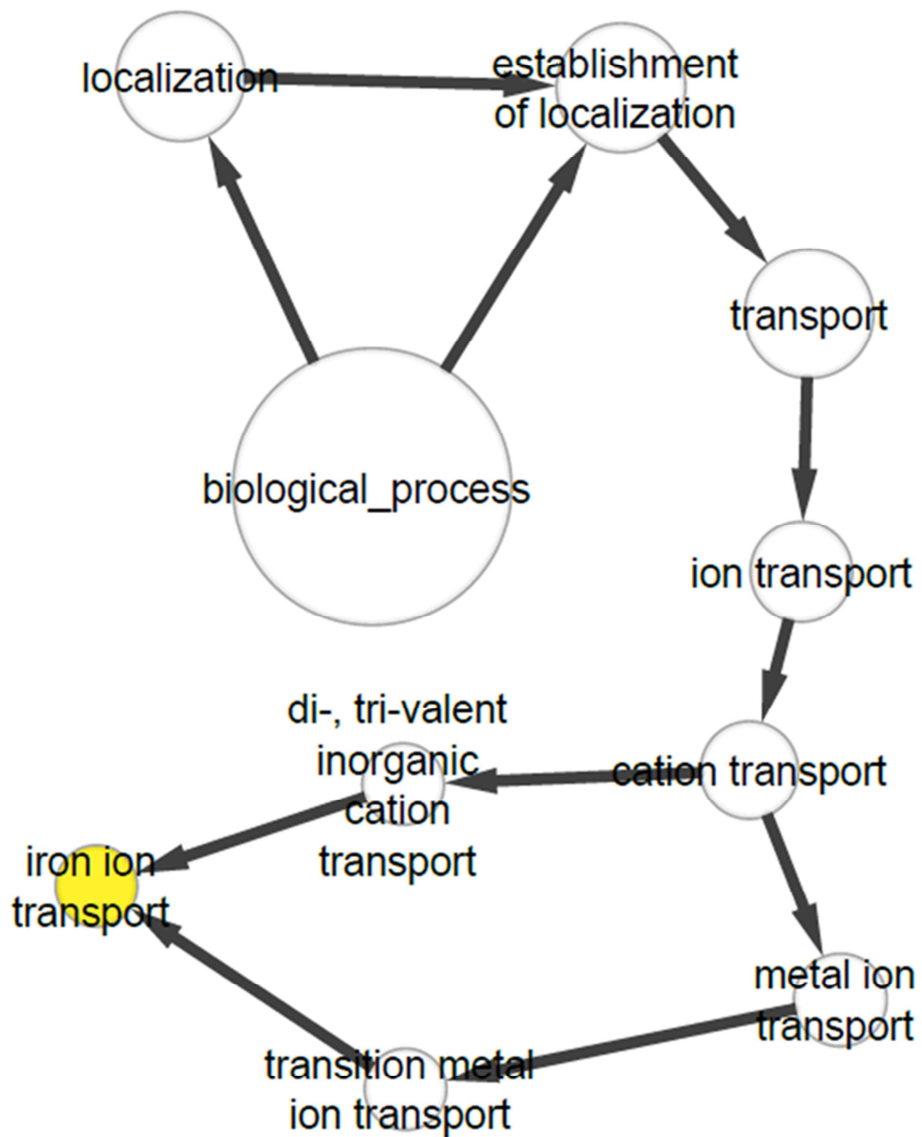 localization
establishment
of localization
transport
biological_process
ion transport
di-, tri-valent
inorganic
cation
transport
cation transport
iron ion
transport
metal ion
transport
transition metal
ion transport